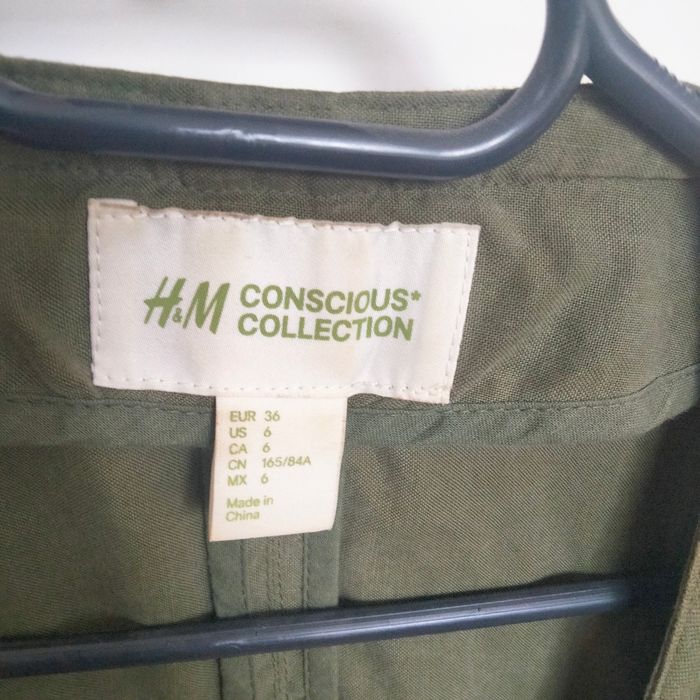 H&M CONSCIOUS*
COLLECTION
EUR 36
US 6
CA 6
CN 165/84A
MX 6
Made in
China